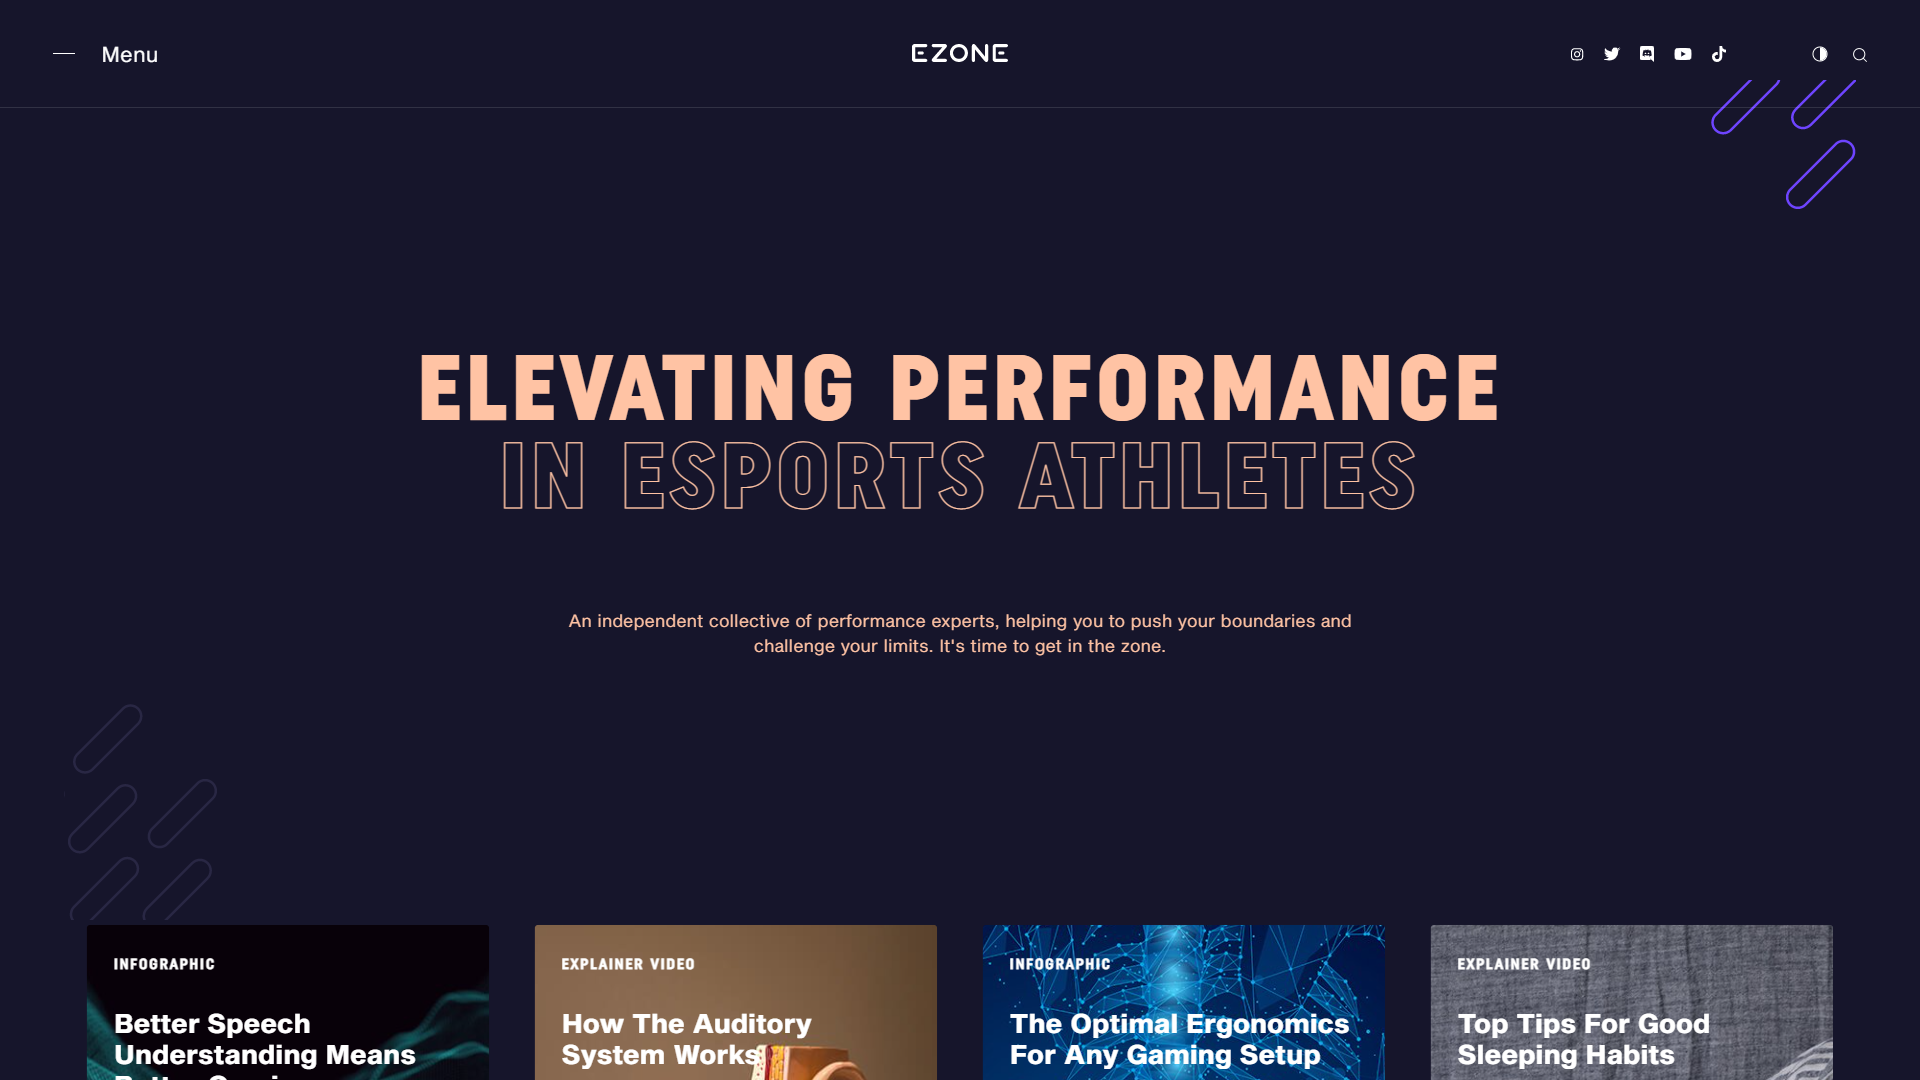 Menu
EZONE
ELEVATING PERFORMANCE
IN ESPORTS ATHLETES
An independent collective of performance experts, helping you to push your boundaries and
challenge your limits. It's time to get in the zone.
INFOGRAPHIC
Better Speech
Understanding Means
EXPLAINER VIDEO
How The Auditory
System Works
INFOGRAPHIC
The Optimal Ergonomics
For Any Gaming Setup
EXPLAINER VIDEO
Top Tips For Good
Sleeping Habits